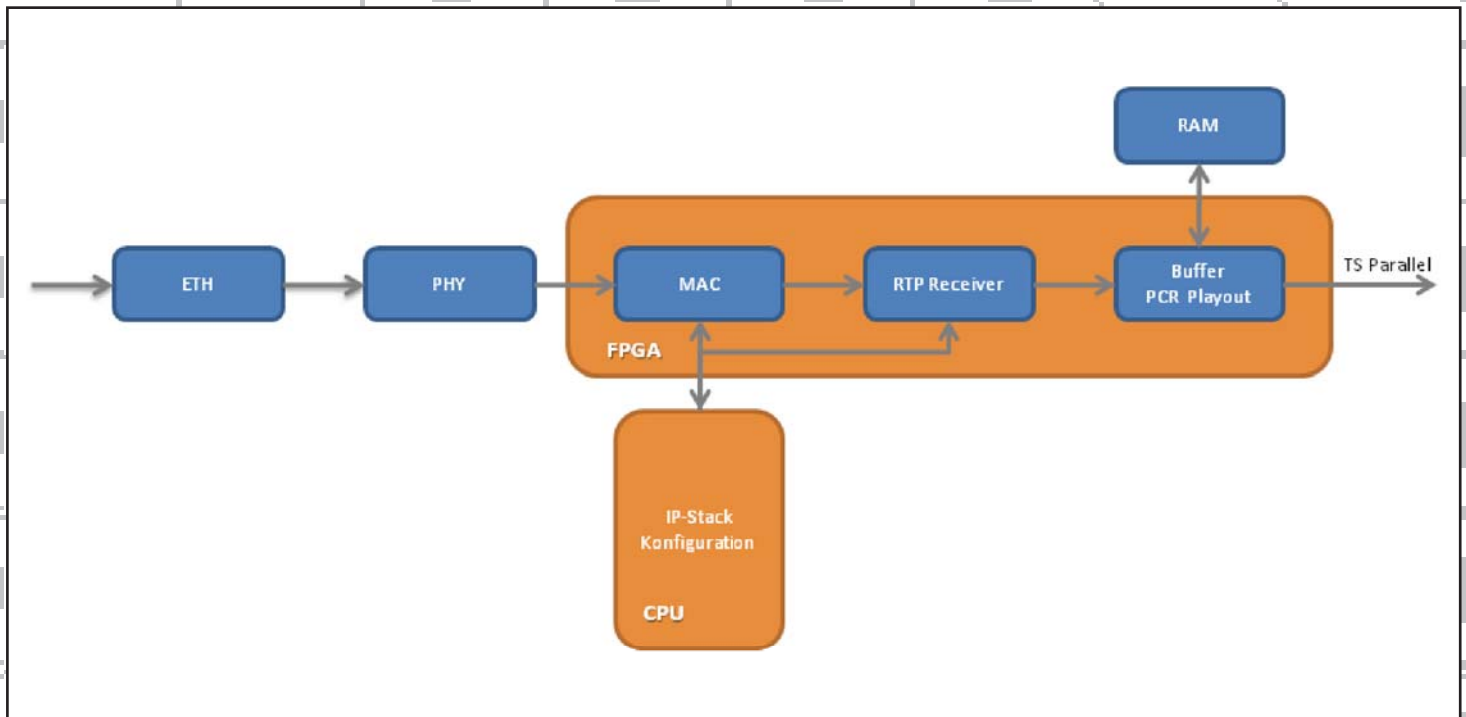 RAM
ETH
PHY
MAC
RTP Receiver
Buffer
PCR Playout
TS Parallel
FPGA
IP-Stack
Konfiguration
CPU